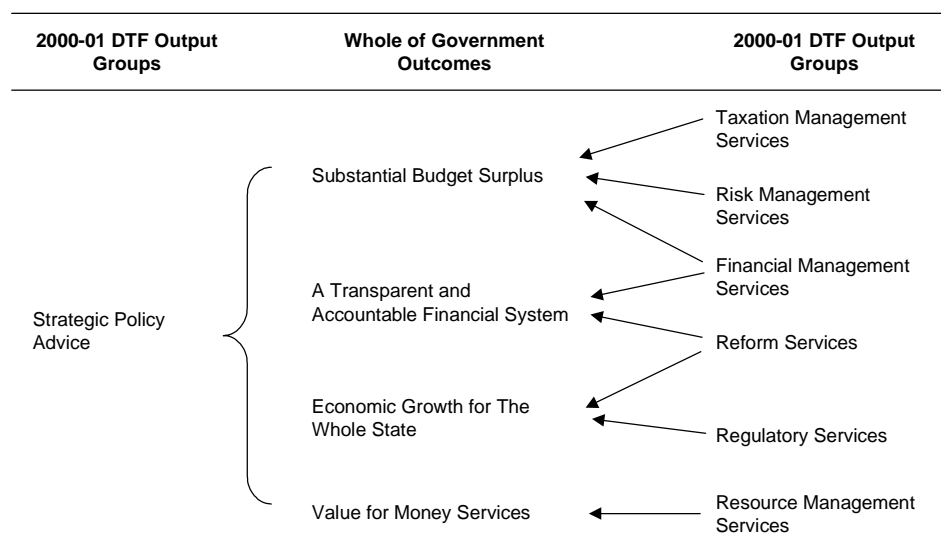 2000-01 DTF Output
Groups
Whole of Government
Outcomes
2000-01 DTF Output
Groups
Strategic Policy
Advice
Substantial Budget Surplus
A Transparent and
Accountable Financial System
Economic Growth for The
Whole State
Value for Money Services
Taxation Management
Services
Risk Management
Services
Financial Management
Services
Reform Services
Regulatory Services
Resource Management
Services